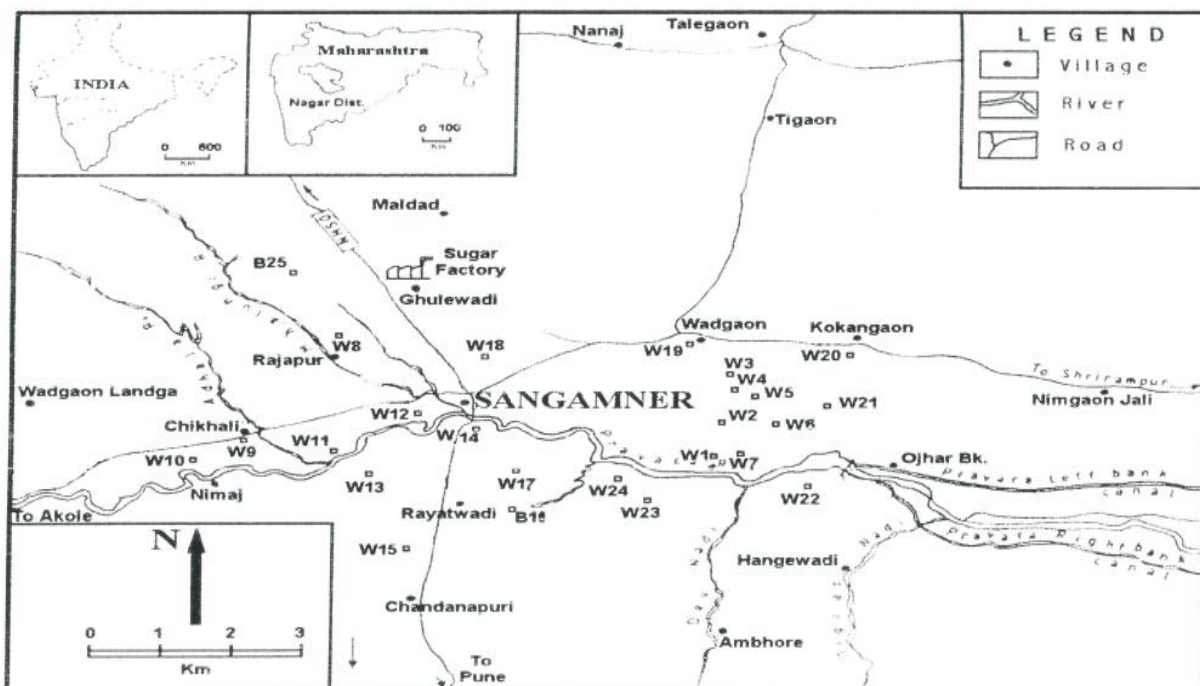 INDIA
0 600
Km
Maharashtra
Nagar Dist.
0 100
Km
Nanaj
Talegaon
Tigaon
LEGEND
Village
River
Road
Maldad
Sugar
Factory
Ghulewadi
B25
W8
Rajapur
W18
Wadgaon
W19
Kokangaon
W20
To Shrirampur
Nimgaon Jali
W3
W4
W5
W21
W2
W6
Wadgaon Landga
SANGAMNER
W12
Chikhali
W9
W11
W14
W10
Nimaj
W13
W17
Pravara R.
W1
W7
Ojhar Bk.
Pravara Left bank
canal
W24
W23
W22
To Akole
Rayatwadi
W15
Pravara Right bank
canal
Hangewadi
Nadi
Chandanapuri
Ambhore
To
Pune
N
0 1 2 3
Km